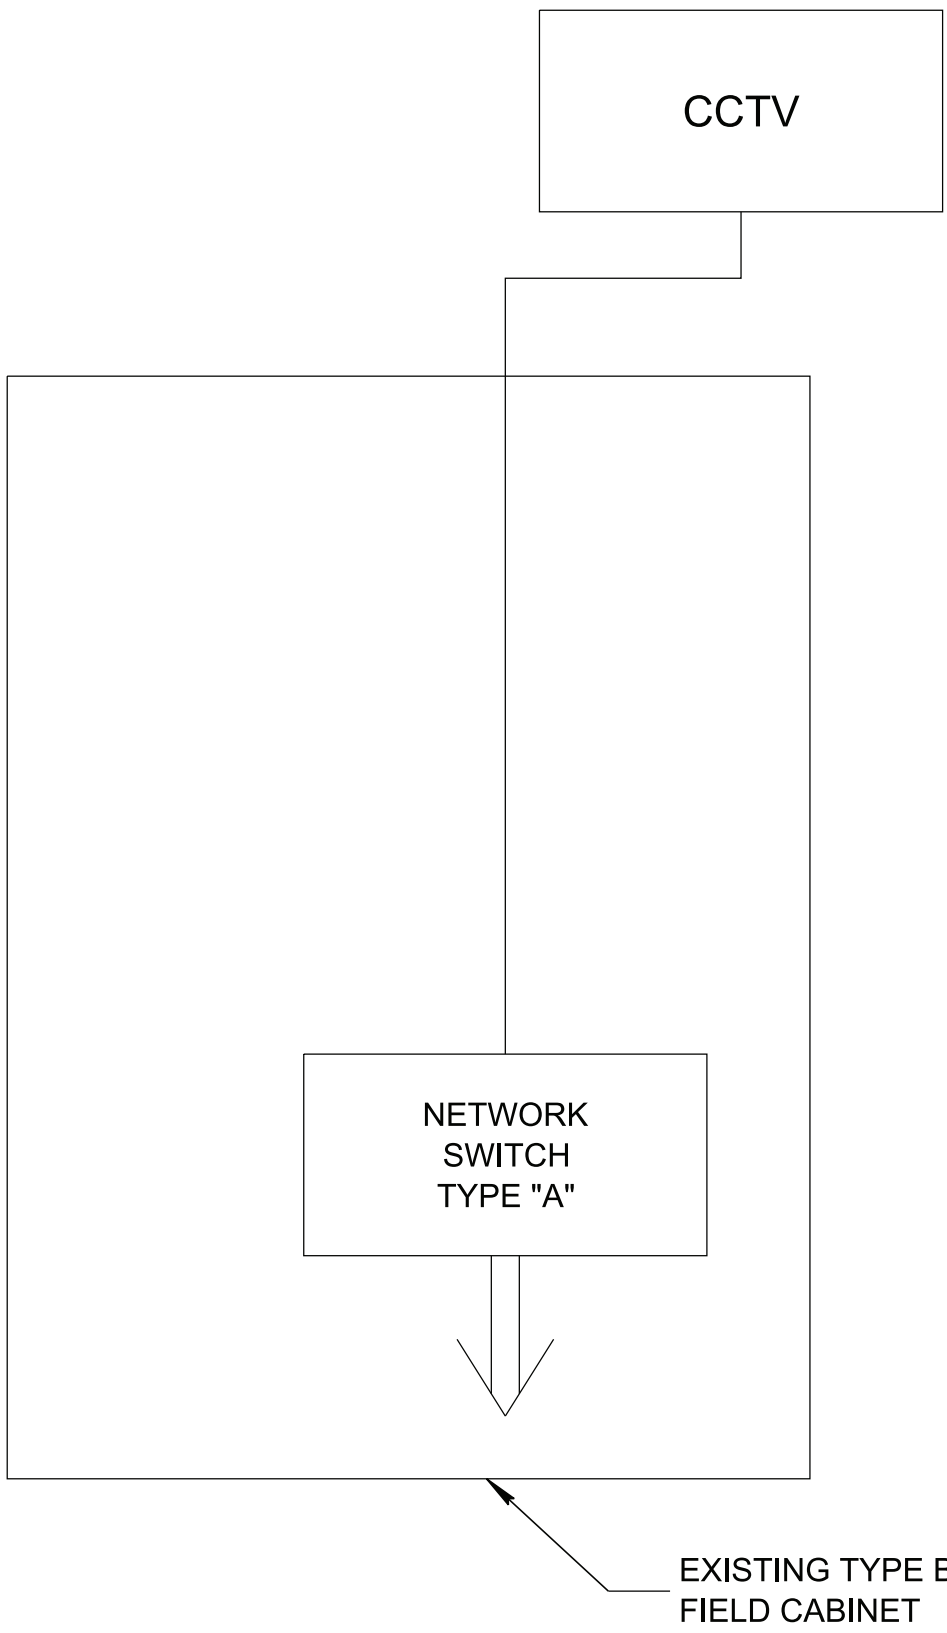 CCTV
NETWORK
SWITCH
TYPE "A"
EXISTING TYPE B
FIELD CABINET